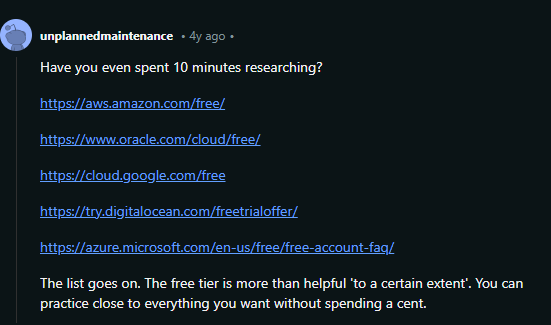 unplannedmaintenance • 4y ago •
Have you even spent 10 minutes researching?
https://aws.amazon.com/free/
https://www.oracle.com/cloud/free/
https://cloud.google.com/free
https://try.digitalocean.com/freetrialoffer/
https://azure.microsoft.com/en-us/free/free-account-faq/
The list goes on. The free tier is more than helpful 'to a certain extent'. You can
practice close to everything you want without spending a cent.